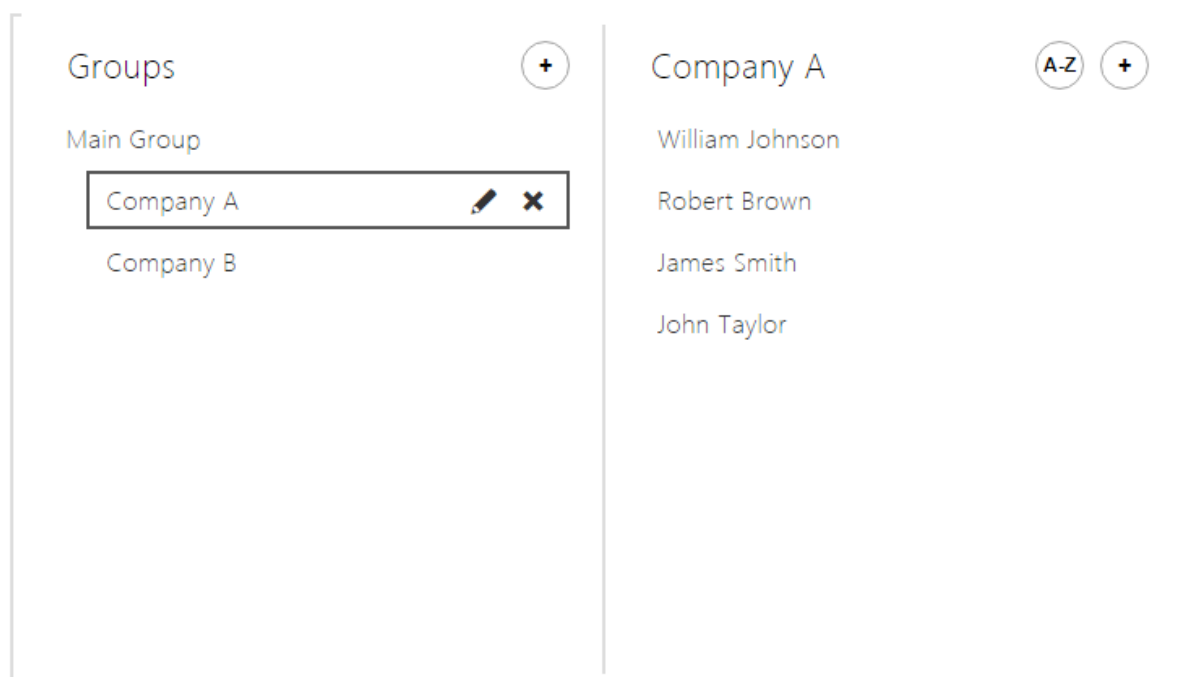 Groups
+
Main Group
Company A
Company B
Company A
A-Z
+
William Johnson
Robert Brown
James Smith
John Taylor